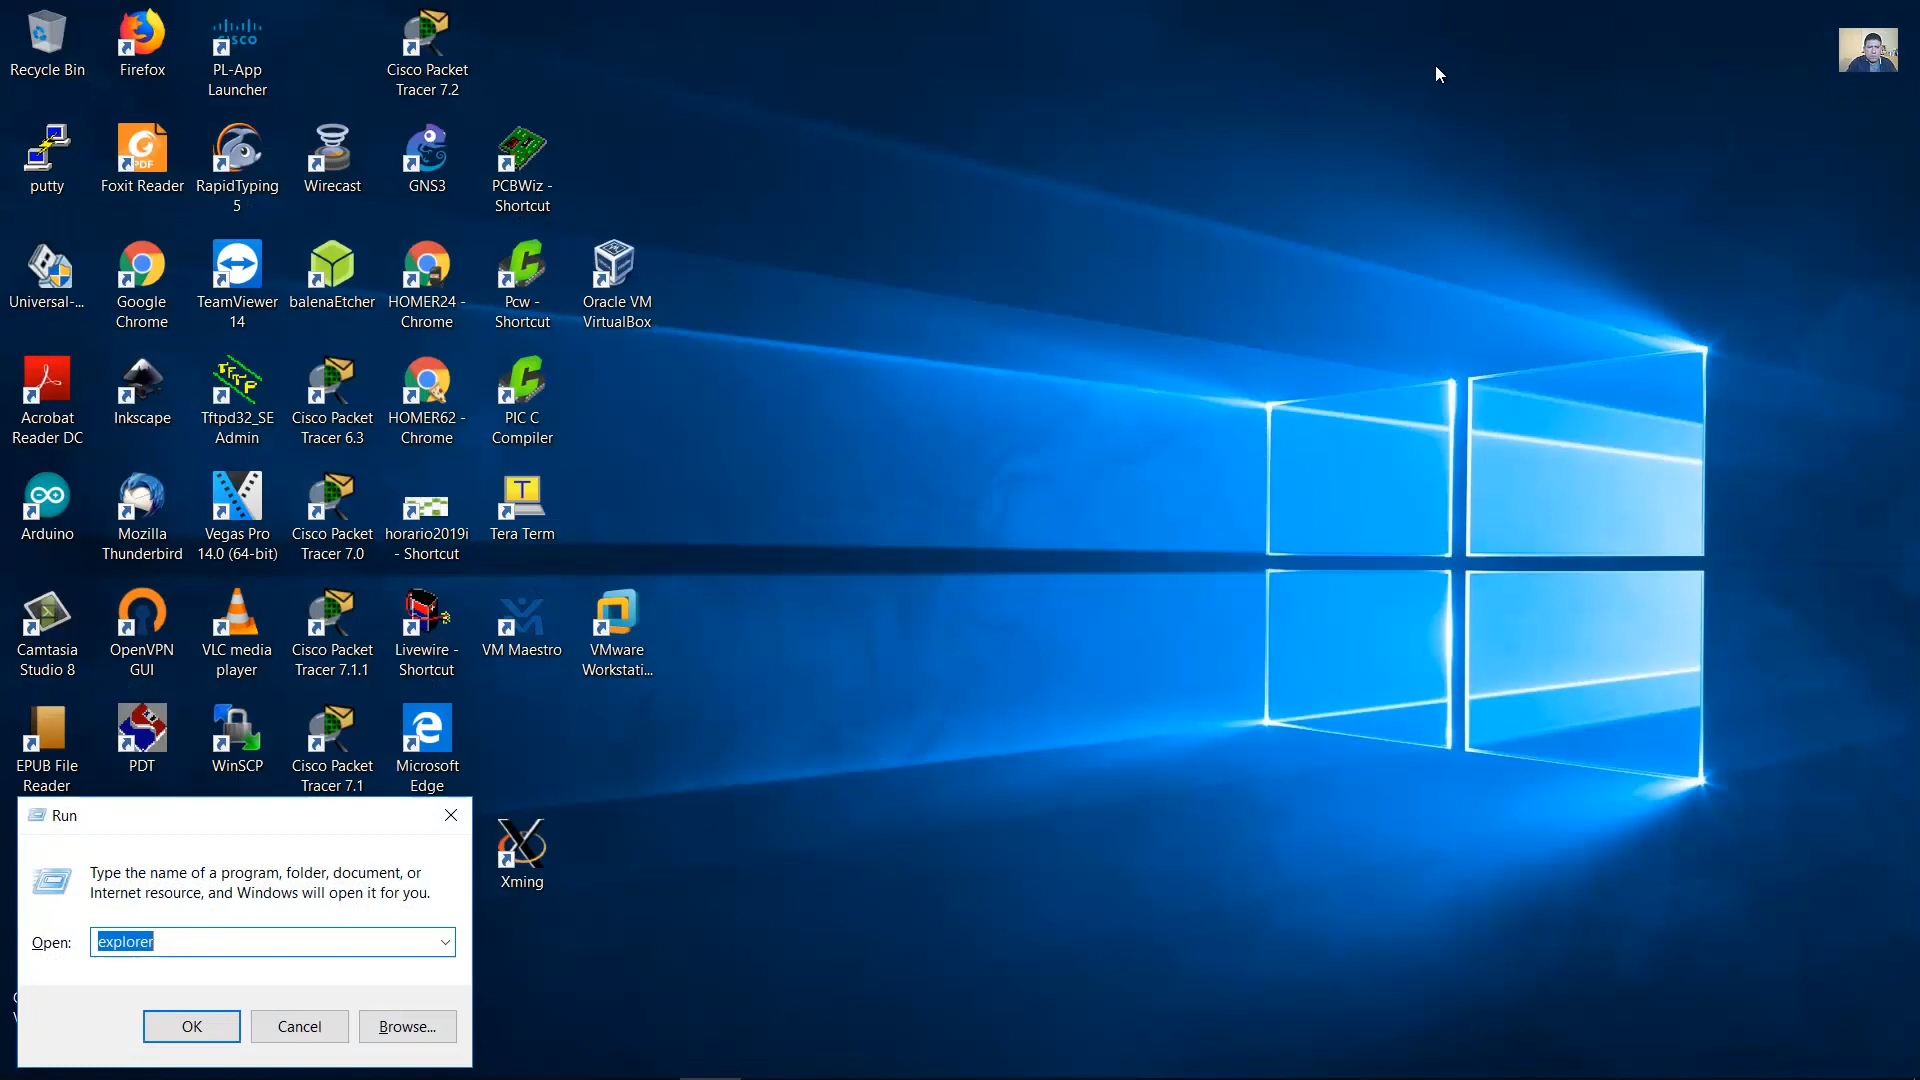 Recycle Bin
Firefox
CISCO
PL-App
Launcher
Cisco Packet
Tracer 7.2
putty
PDF
Foxit Reader
RapidTyping
5
Wirecast
GNS3
PCBWiz -
Shortcut
Universal-...
Google
Chrome
TeamViewer
14
balenaEtcher
HOMER24 -
Chrome
Pcw -
Shortcut
Oracle VM
VirtualBox
Acrobat
Reader DC
Inkscape
TFTP
Tftpd32_SE
Admin
Cisco Packet
Tracer 6.3
HOMER62 -
Chrome
PIC C
Compiler
Arduino
Mozilla
Thunderbird
Vegas Pro
14.0 (64-bit)
Cisco Packet
Tracer 7.0
horario2019i
- Shortcut
T
Tera Term
Camtasia
Studio 8
OpenVPN
GUI
VLC media
player
Cisco Packet
Tracer 7.1.1
Livewire -
Shortcut
VM Maestro
VMware
Workstati...
EPUB File
Reader
PDT
WinSCP
Cisco Packet
Tracer 7.1
Microsoft
Edge
Xming
Run
Type the name of a program, folder, document, or
Internet resource, and Windows will open it for you.
Open:
explorer
OK
Cancel
Browse...